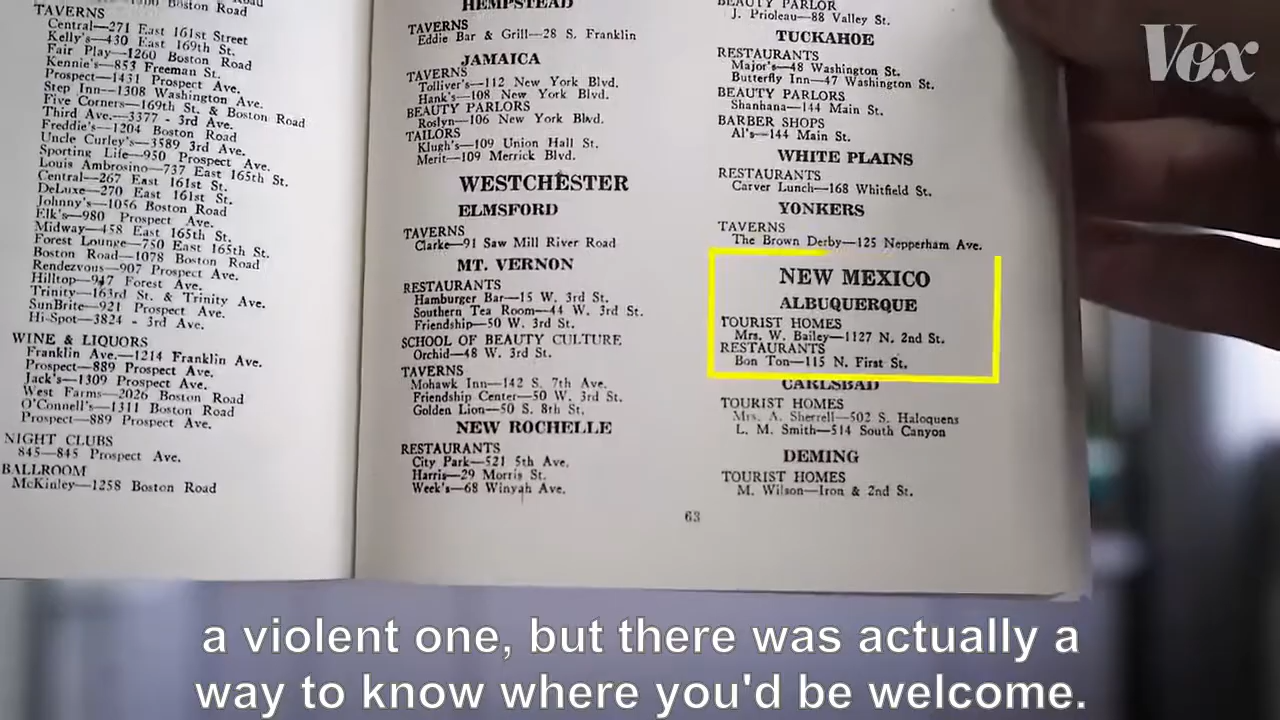 Boston Road
TAVERNS
Central—271 East 161st Street
Kelly's—430 East 169th St.
Fair Play—1260 Boston Road
Kennie's—853 Freeman St.
Prospect—1431 Prospect Ave.
Step Inn—1308 Washington Ave.
Five Corners—169th St. & Boston Road
Third Ave.—3377 - 3rd Ave.
Freddie's—1204 Boston Road
Uncle Curley's—3589 3rd Ave.
Sporting Life—950 Prospect Ave.
Louis Ambrosino—737 East 165th St.
Central—267 East 161st St.
DeLuxe—270 East 161st St.
Johnny's—1056 Boston Road
Elk's—980 Prospect Ave.
Midway—458 East 165th St.
Forest Lounge—750 East 165th St.
Boston Road—1078 Boston Road
Rendezvous—907 Prospect Ave.
Hilltop—947 Forest Ave.
Trinity—163rd St. & Trinity Ave.
SunBrite—921 Prospect Ave.
Hi-Spot—3824 - 3rd Ave.
WINE & LIQUORS
Franklin Ave.—1214 Franklin Ave.
Prospect—889 Prospect Ave.
Jack's—1309 Prospect Ave.
West Farms—2026 Boston Road
O'Connell's—1311 Boston Road
Prospect—889 Prospect Ave.
NIGHT CLUBS
845—845 Prospect Ave.
BALLROOM
McKinley—1258 Boston Road
HEMPSTEAD
TAVERNS
Eddie Bar & Grill—28 S. Franklin
JAMAICA
TAVERNS
Tolliver's—112 New York Blvd.
Hank's—108 New York Blvd.
BEAUTY PARLORS
Roslyn—106 New York Blvd.
TAILORS
Klugh's—109 Union Hall St.
Merit—109 Merrick Blvd.
WESTCHESTER
ELMSFORD
TAVERNS
Clarke—91 Saw Mill River Road
MT. VERNON
RESTAURANTS
Hamburger Bar—15 W. 3rd St.
Southern Tea Room—44 W. 3rd St.
Friendship—50 W. 3rd St.
SCHOOL OF BEAUTY CULTURE
Orchid—48 W. 3rd St.
TAVERNS
Mohawk Inn—142 S. 7th Ave.
Friendship Center—50 W. 3rd St.
Golden Lion—50 S. 8th St.
NEW ROCHELLE
RESTAURANTS
City Park—521 5th Ave.
Harris—29 Morris St.
Week's—68 Winyah Ave.
BEAUTY PARLOR
J. Prioleau—88 Valley St.
TUCKAHOE
RESTAURANTS
Major's—48 Washington St.
Butterfly Inn—47 Washington St.
BEAUTY PARLORS
Shanhana—144 Main St.
BARBER SHOPS
Al's—144 Main St.
WHITE PLAINS
RESTAURANTS
Carver Lunch—168 Whitfield St.
YONKERS
TAVERNS
The Brown Derby—125 Nepperham Ave.
NEW MEXICO
ALBUQUERQUE
TOURIST HOMES
Mrs. W. Bailey—1127 N. 2nd St.
RESTAURANTS
Bon Ton—115 N. First St.
CARLSBAD
TOURIST HOMES
Mrs. A. Sherrell—502 S. Haloquens
L. M. Smith—514 South Canyon
DEMING
TOURIST HOMES
M. Wilson—Iron & 2nd St.
63
Vox
a violent one, but there was actually a
way to know where you'd be welcome.